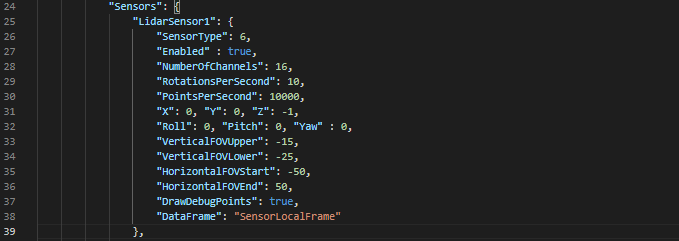 24 "Sensors": {
25 "LidarSensor1": {
26 "SensorType": 6,
27 "Enabled" : true,
28 "NumberOfChannels": 16,
29 "RotationsPerSecond": 10,
30 "PointsPerSecond": 10000,
31 "X": 0, "Y": 0, "Z": -1,
32 "Roll": 0, "Pitch": 0, "Yaw" : 0,
33 "VerticalFOVUpper": -15,
34 "VerticalFOVLower": -25,
35 "HorizontalFOVStart": -50,
36 "HorizontalFOVEnd": 50,
37 "DrawDebugPoints": true,
38 "DataFrame": "SensorLocalFrame"
39 },